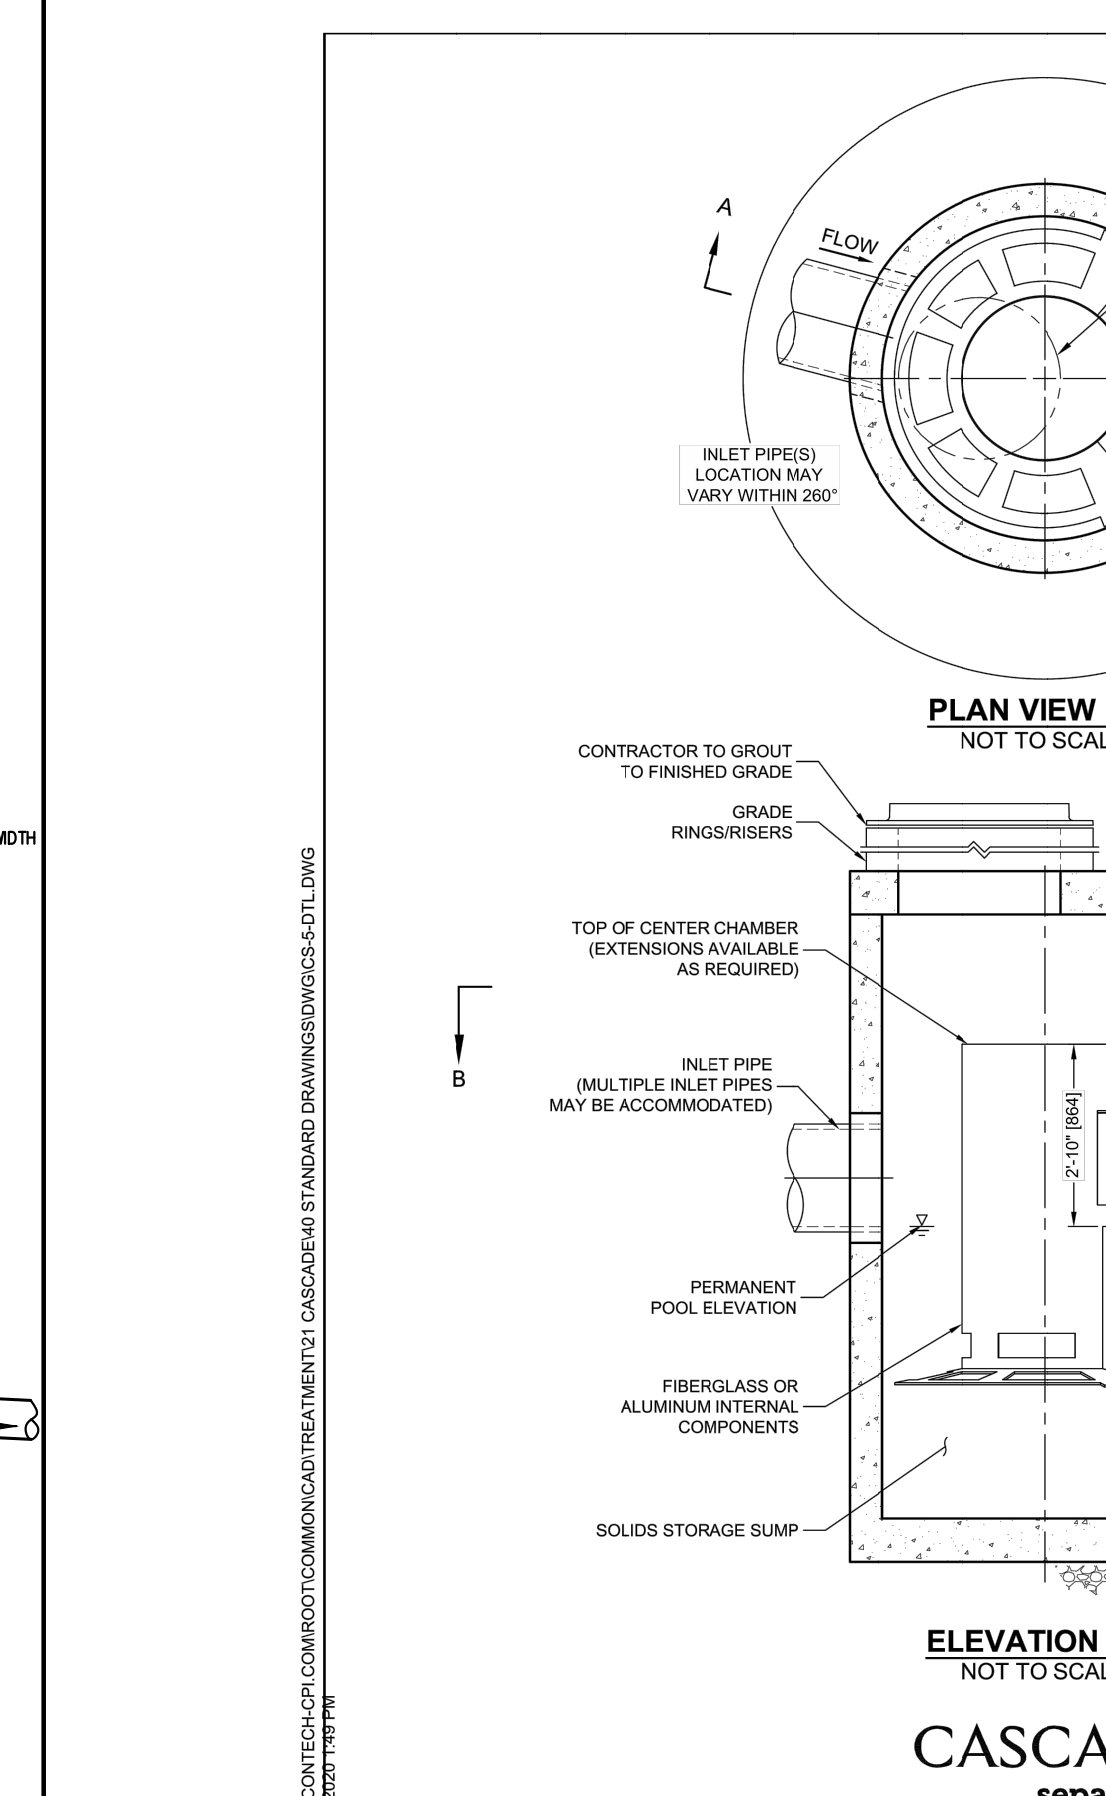 A
FLOW
INLET PIPE(S)
LOCATION MAY
VARY WITHIN 260°
PLAN VIEW
NOT TO SCAL
CONTRACTOR TO GROUT
TO FINISHED GRADE
GRADE
RINGS/RISERS
TOP OF CENTER CHAMBER
(EXTENSIONS AVAILABLE
AS REQUIRED)
B
INLET PIPE
(MULTIPLE INLET PIPES
MAY BE ACCOMMODATED)
2'-10" [864]
PERMANENT
POOL ELEVATION
FIBERGLASS OR
ALUMINUM INTERNAL
COMPONENTS
SOLIDS STORAGE SUMP
ELEVATION
NOT TO SCAL
CASCA
sepa
CONTECH-CPI.COM\ROOT\COMMON\CAD\TREATMENT\21 CASCADE\40 STANDARD DRAWINGS\DWG\CS-5-DTL.DWG
2020 1:49 PM